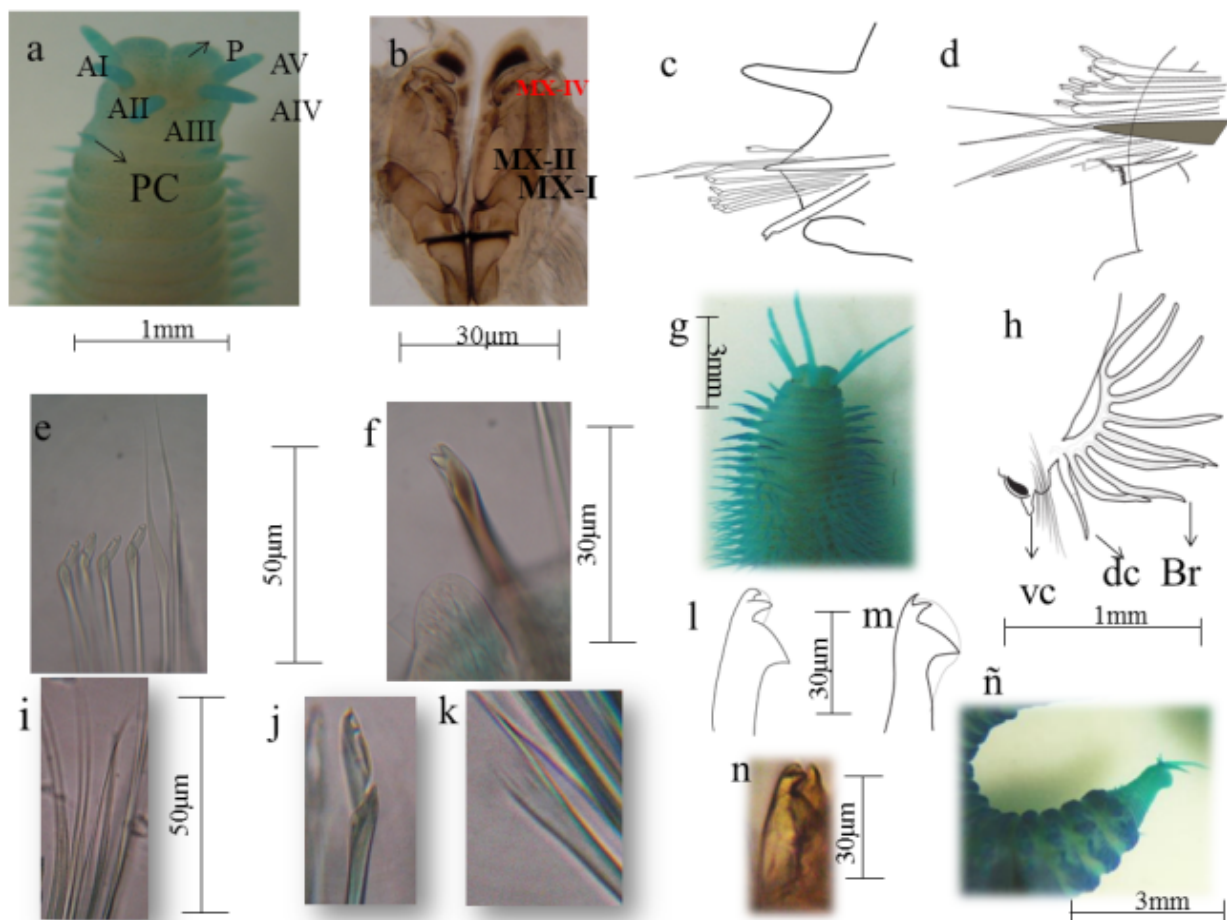 a
AI
P
AV
AII
AIV
AIII
PC
1mm
b
MX-IV
MX-II
MX-I
30μm
c
d
e
50μm
f
30μm
g
3mm
h
vc
dc
Br
1mm
i
50μm
j
k
l
30μm
m
n
30μm
ñ
3mm